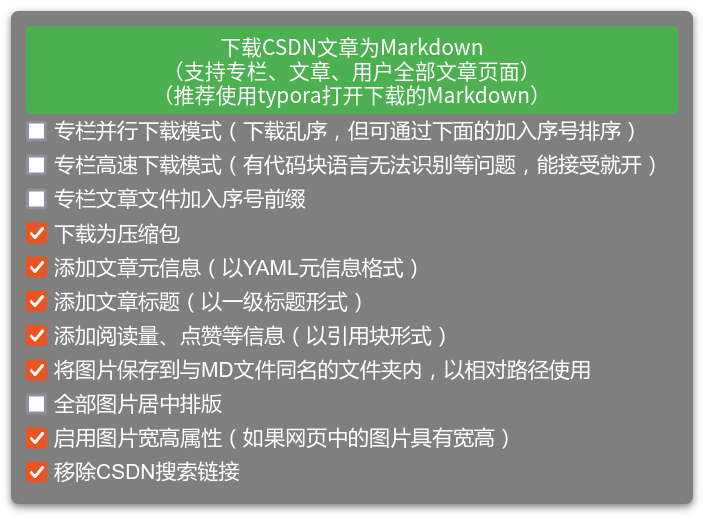 下载CSDN文章为Markdown
（支持专栏、文章、用户全部文章页面）
（推荐使用typora打开下载的Markdown）
专栏并行下载模式（下载乱序，但可通过下面的加入序号排序）
专栏高速下载模式（有代码块语言无法识别等问题，能接受就开）
专栏文章文件加入序号前缀
下载为压缩包
添加文章元信息（以YAML元信息格式）
添加文章标题（以一级标题形式）
添加阅读量、点赞等信息（以引用块形式）
将图片保存到与MD文件同名的文件夹内，以相对路径使用
全部图片居中排版
启用图片宽高属性（如果网页中的图片具有宽高）
移除CSDN搜索链接